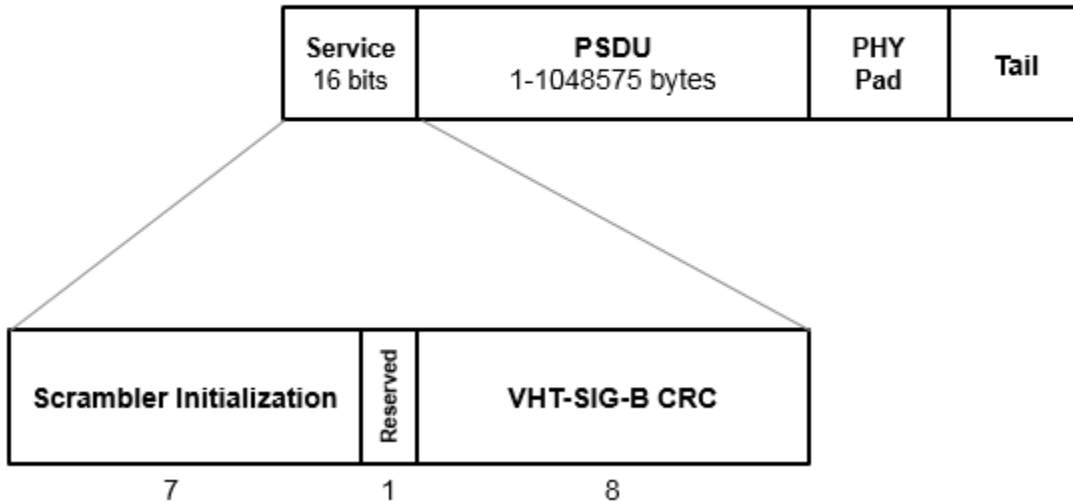 Service
16 bits
PSDU
1-1048575 bytes
PHY
Pad
Tail
Scrambler Initialization
Reserved
VHT-SIG-B CRC
7
1
8